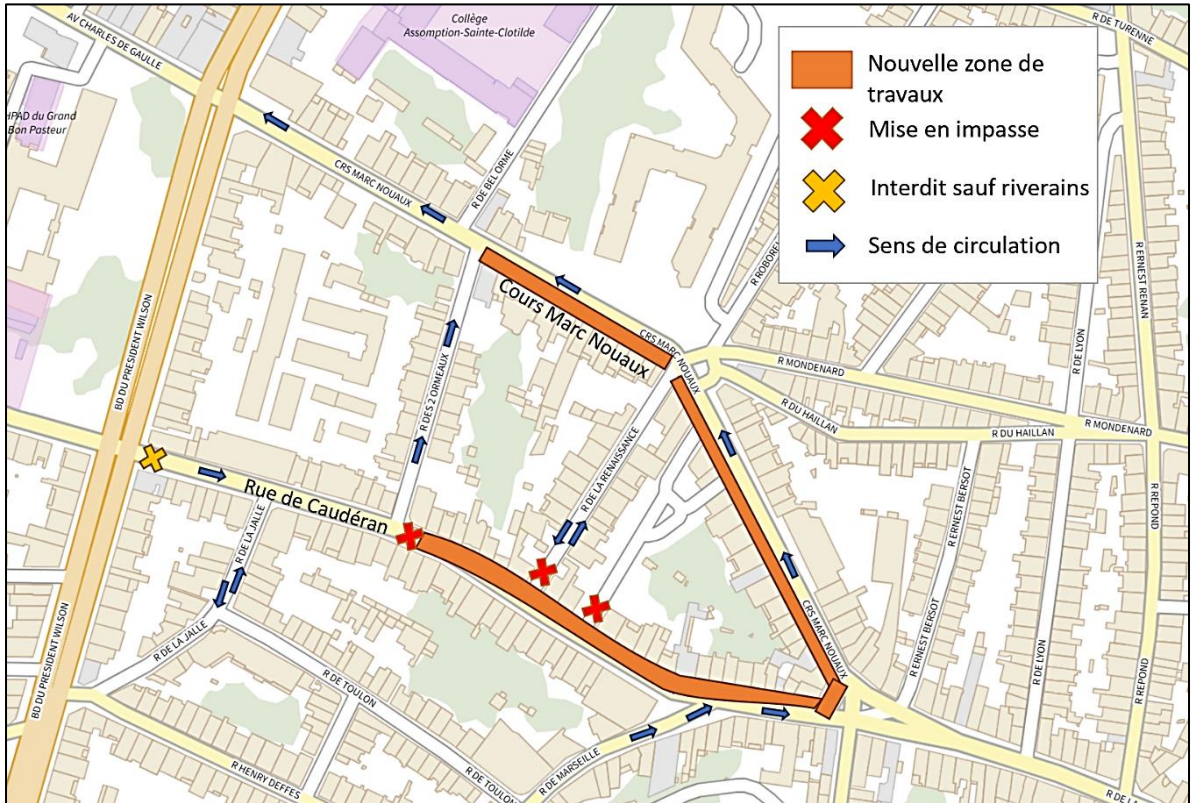 AV CHARLES DE GAULLE
Collège
Assomption-Sainte-Clotilde
R DE TURENNE
Nouvelle zone de
travaux
Mise en impasse
Interdit sauf riverains
Sens de circulation
HPAD du Grand
Bon Pasteur
CRS MARC NOUAUX
R DE BEL ORME
R ERNEST RENAN
Cours Marc Nouaux
CRS MARC NOUAUX
BD DU PRESIDENT WILSON
R DES 2 ORMEAUX
R MONDENARD
R DU HAILLAN
R DE LYON
R DU HAILLAN
R MONDENARD
R DE LA RENAISSANCE
Rue de Caudéran
R ERNEST BERSOT
R ERNEST BERSOT
R REPOND
R DE LA JALLE
R DE LA JALLE
CRS MARC NOUAUX
R ERNEST BERSOT
R DE LYON
R REPOND
BD DU PRESIDENT WILSON
R DE TOULON
R DE MARSEILLE
R HENRY DEFFES
R DE TOULON